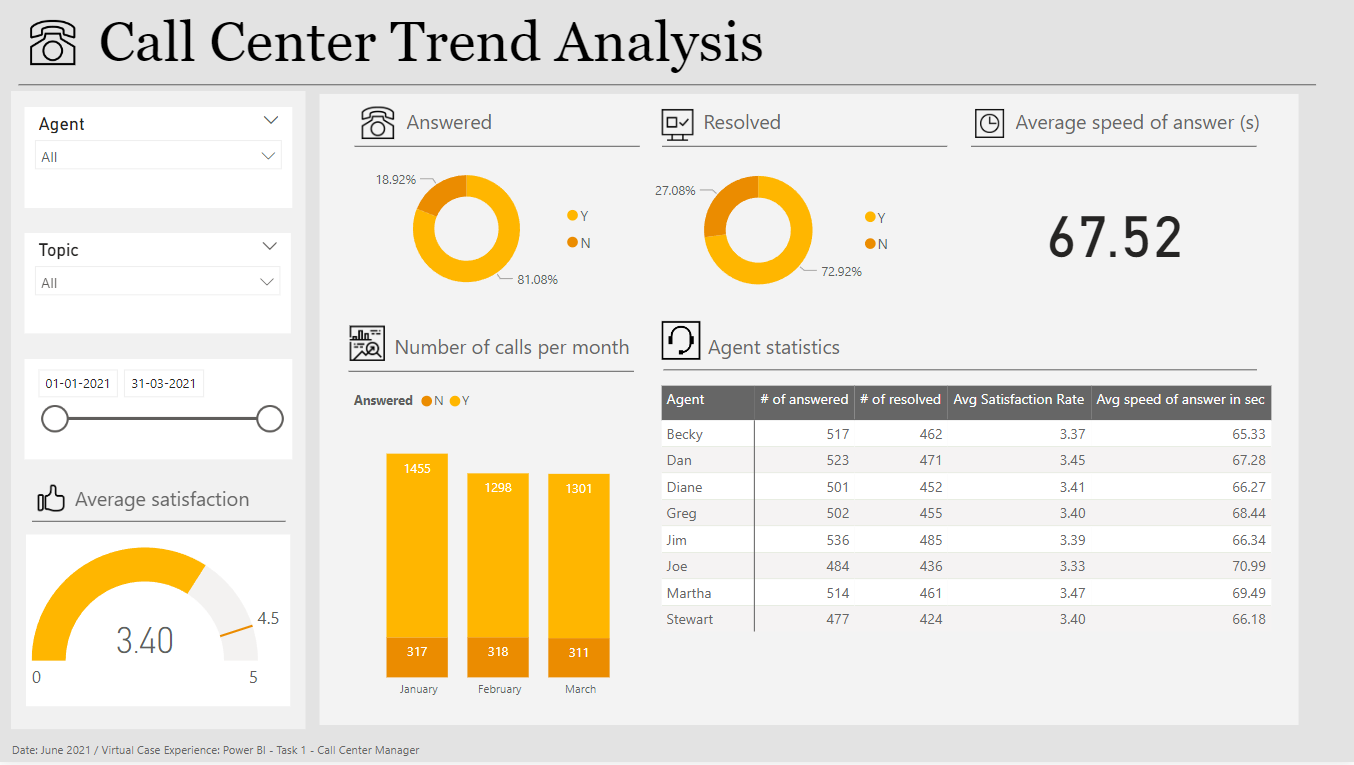 Call Center Trend Analysis
Agent
All
Topic
All
01-01-2021 31-03-2021
Average satisfaction
3.40
4.5
0 5
Answered
18.92%
81.08%
Y
N
Resolved
27.08%
72.92%
Y
N
Average speed of answer (s)
67.52
Number of calls per month
Answered N Y
1455 1298 1301
317 318 311
January February March
Agent statistics
Agent # of answered # of resolved Avg Satisfaction Rate Avg speed of answer in sec
Becky 517 462 3.37 65.33
Dan 523 471 3.45 67.28
Diane 501 452 3.41 66.27
Greg 502 455 3.40 68.44
Jim 536 485 3.39 66.34
Joe 484 436 3.33 70.99
Martha 514 461 3.47 69.49
Stewart 477 424 3.40 66.18
Date: June 2021 / Virtual Case Experience: Power BI - Task 1 - Call Center Manager